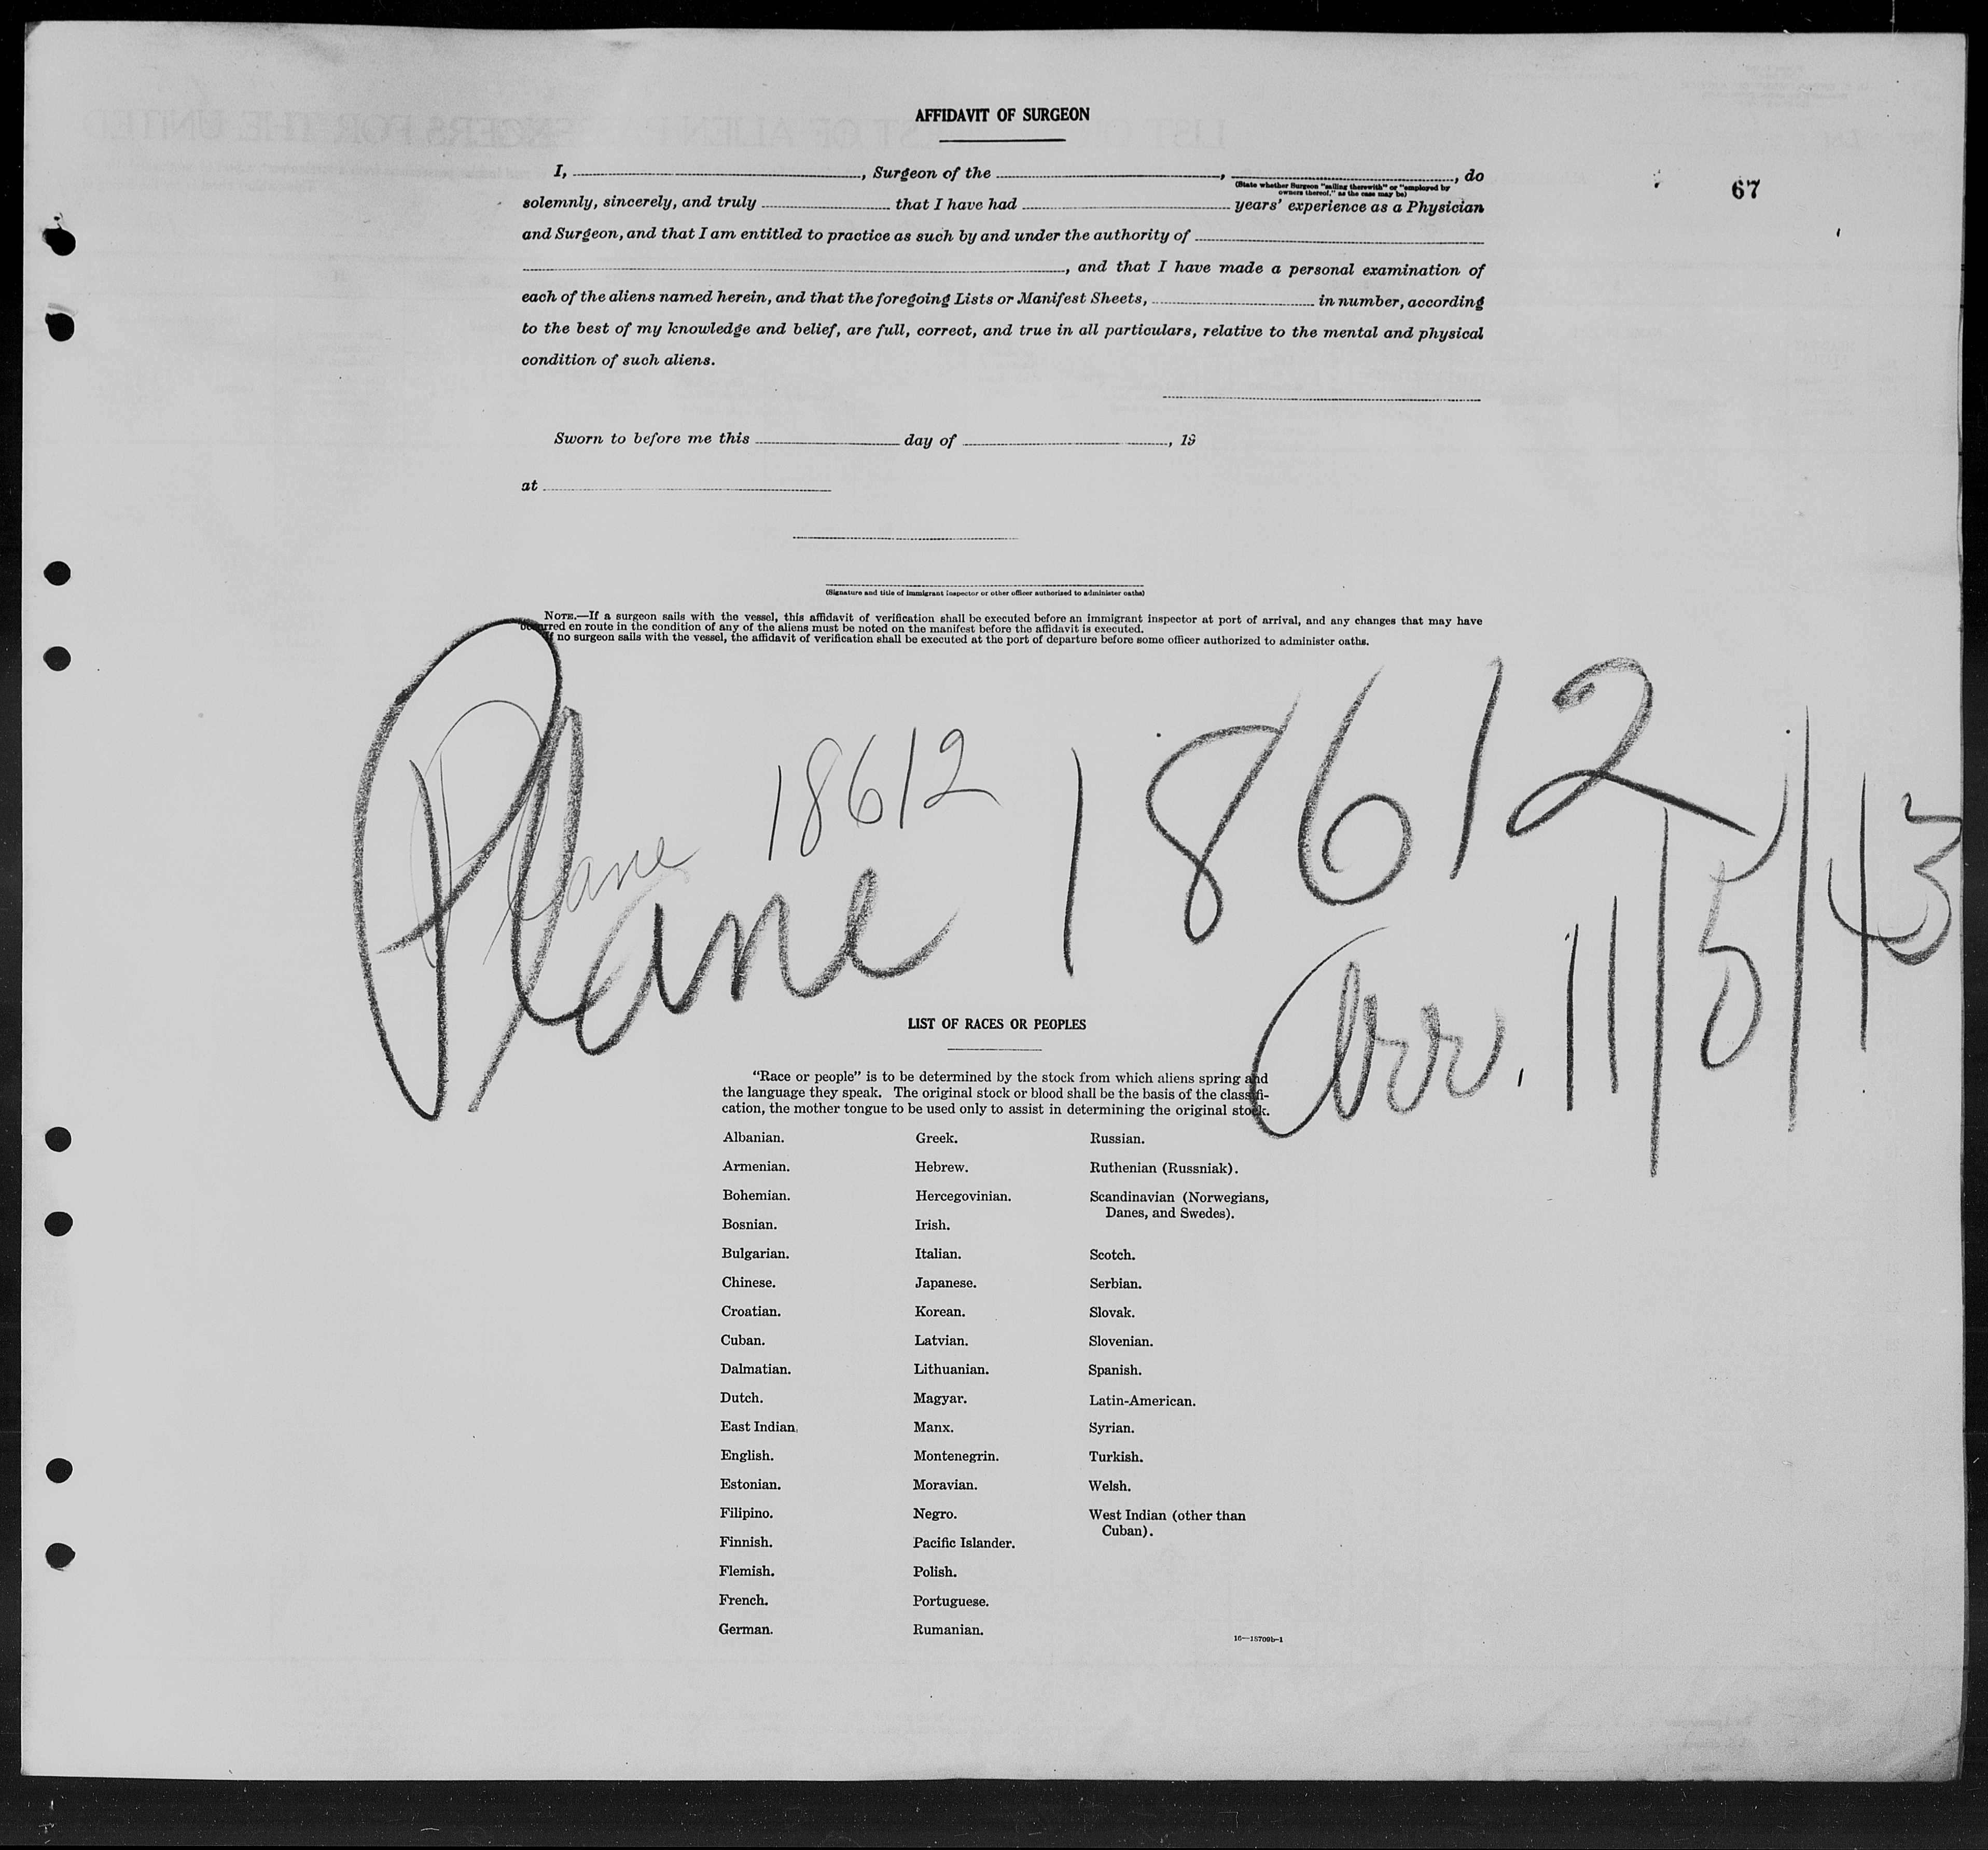 AFFIDAVIT OF SURGEON
I, , Surgeon of the , , do
(State whether Surgeon "sailing therewith" or "employed by
owners thereof," as the case may be)
67
solemnly, sincerely, and truly that I have had years' experience as a Physician
and Surgeon, and that I am entitled to practice as such by and under the authority of
, and that I have made a personal examination of
each of the aliens named herein, and that the foregoing Lists or Manifest Sheets, in number, according
to the best of my knowledge and belief, are full, correct, and true in all particulars, relative to the mental and physical
condition of such aliens.
Sworn to before me this day of , 19
at
(Signature and title of immigrant inspector or other officer authorized to administer oaths)
NOTE.—If a surgeon sails with the vessel, this affidavit of verification shall be executed before an immigrant inspector at port of arrival, and any changes that may have
occurred en route in the condition of any of the aliens must be noted on the manifest before the affidavit is executed.
If no surgeon sails with the vessel, the affidavit of verification shall be executed at the port of departure before some officer authorized to administer oaths.
Plane 18612
Plane 18612
Arr. 11/5/43
LIST OF RACES OR PEOPLES
"Race or people" is to be determined by the stock from which aliens spring and
the language they speak. The original stock or blood shall be the basis of the classifi-
cation, the mother tongue to be used only to assist in determining the original stock.
Albanian.
Armenian.
Bohemian.
Bosnian.
Bulgarian.
Chinese.
Croatian.
Cuban.
Dalmatian.
Dutch.
East Indian.
English.
Estonian.
Filipino.
Finnish.
Flemish.
French.
German.
Greek.
Hebrew.
Hercegovinian.
Irish.
Italian.
Japanese.
Korean.
Latvian.
Lithuanian.
Magyar.
Manx.
Montenegrin.
Moravian.
Negro.
Pacific Islander.
Polish.
Portuguese.
Rumanian.
Russian.
Ruthenian (Russniak).
Scandinavian (Norwegians,
Danes, and Swedes).
Scotch.
Serbian.
Slovak.
Slovenian.
Spanish.
Latin-American.
Syrian.
Turkish.
Welsh.
West Indian (other than
Cuban).
16—15709b-1